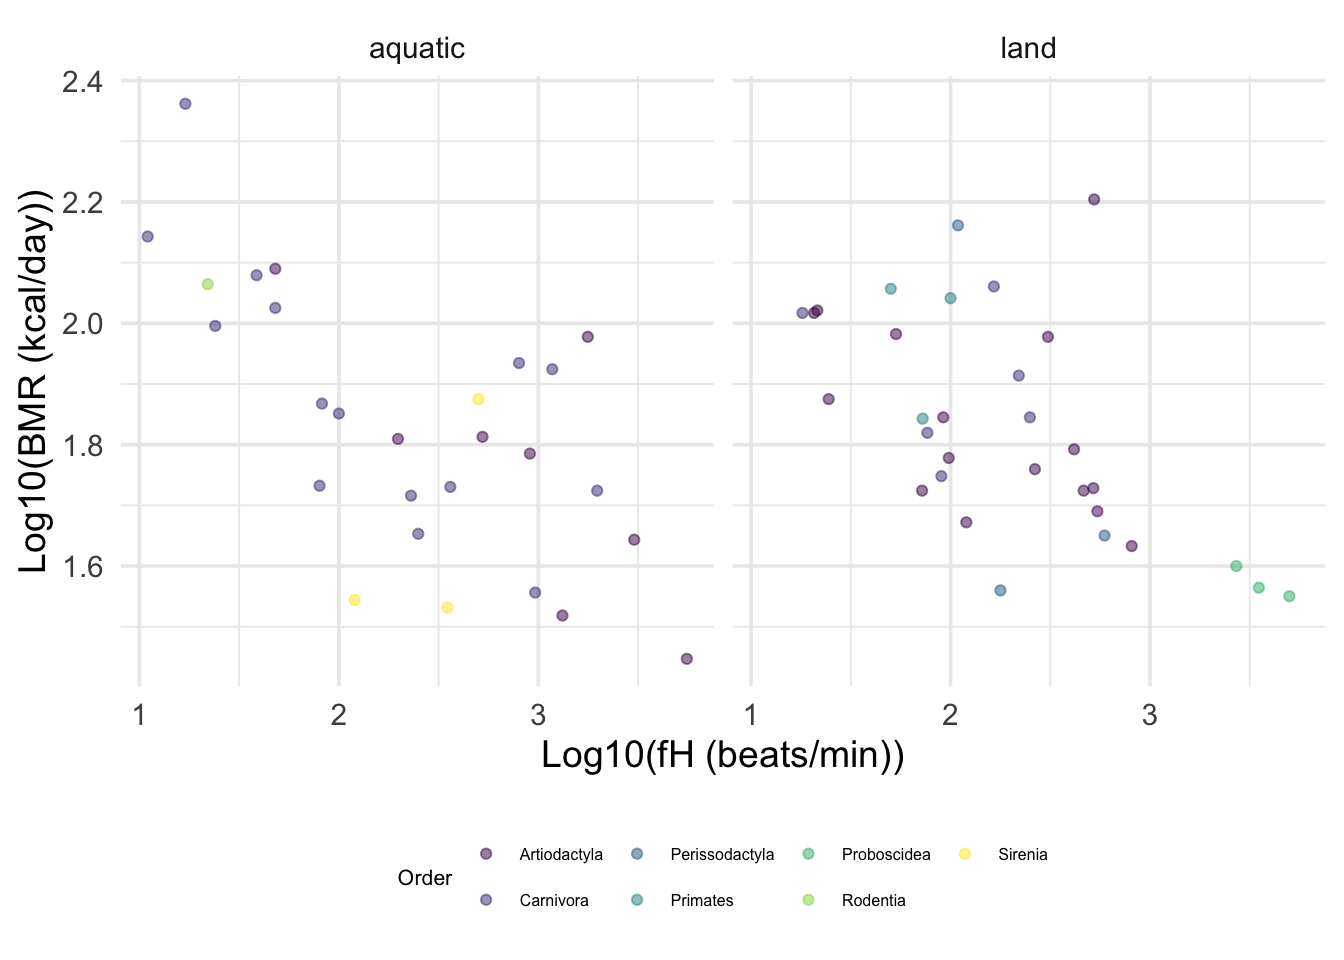 aquatic
land
2.4
2.2
2.0
1.8
1.6
Log10(BMR (kcal/day))
1 2 3
1 2 3
Log10(fH (beats/min))
Order
Artiodactyla
Perissodactyla
Proboscidea
Sirenia
Carnivora
Primates
Rodentia